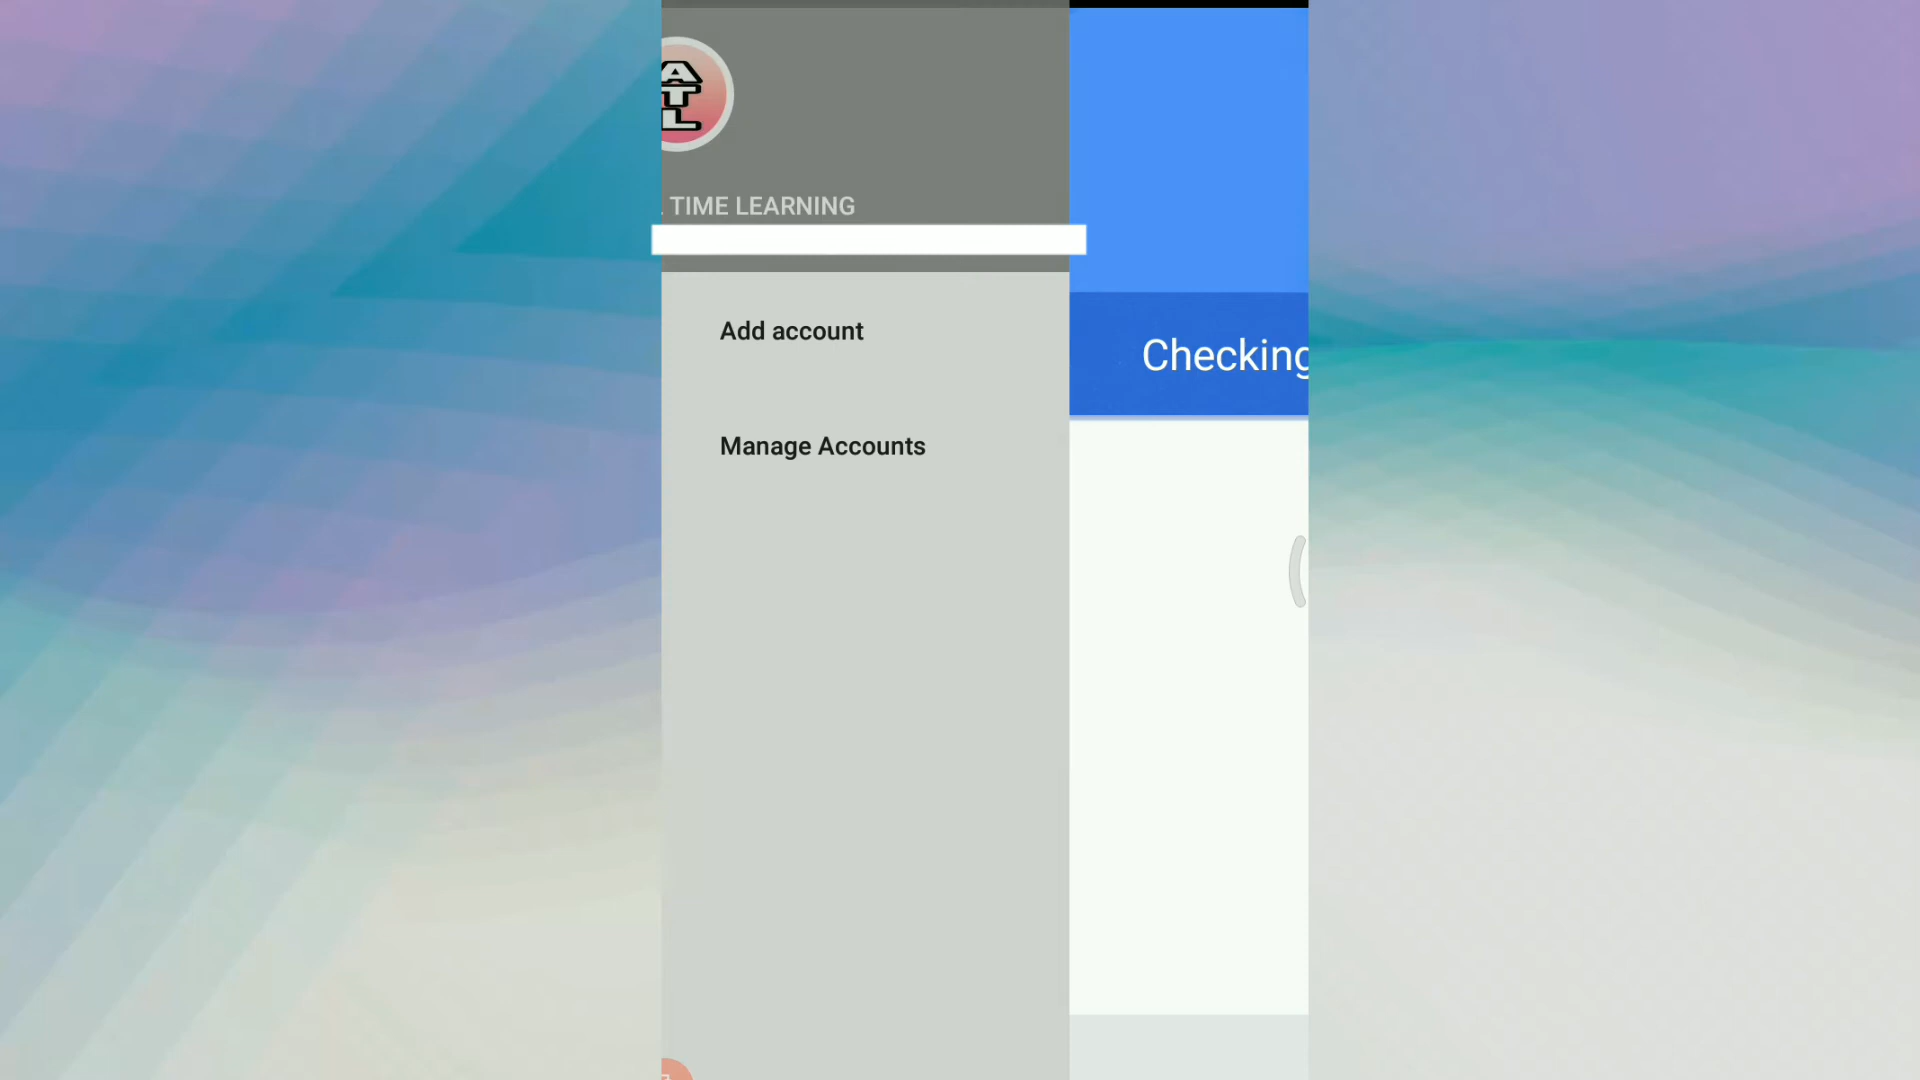 A
T
L
TIME LEARNING
Add account
Manage Accounts
Checking